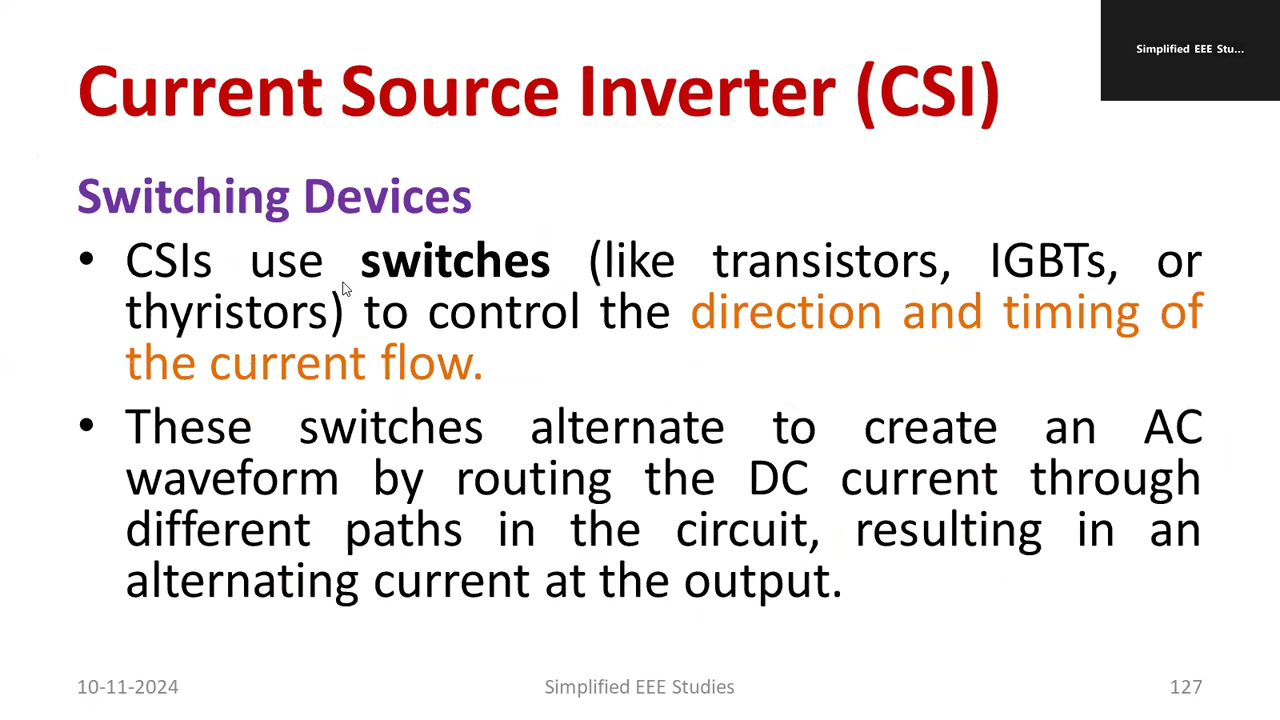 Simplified EEE Stu...
Current Source Inverter (CSI)
Switching Devices
• CSIs use switches (like transistors, IGBTs, or
thyristors) to control the direction and timing of
the current flow.
• These switches alternate to create an AC
waveform by routing the DC current through
different paths in the circuit, resulting in an
alternating current at the output.
10-11-2024
Simplified EEE Studies
127